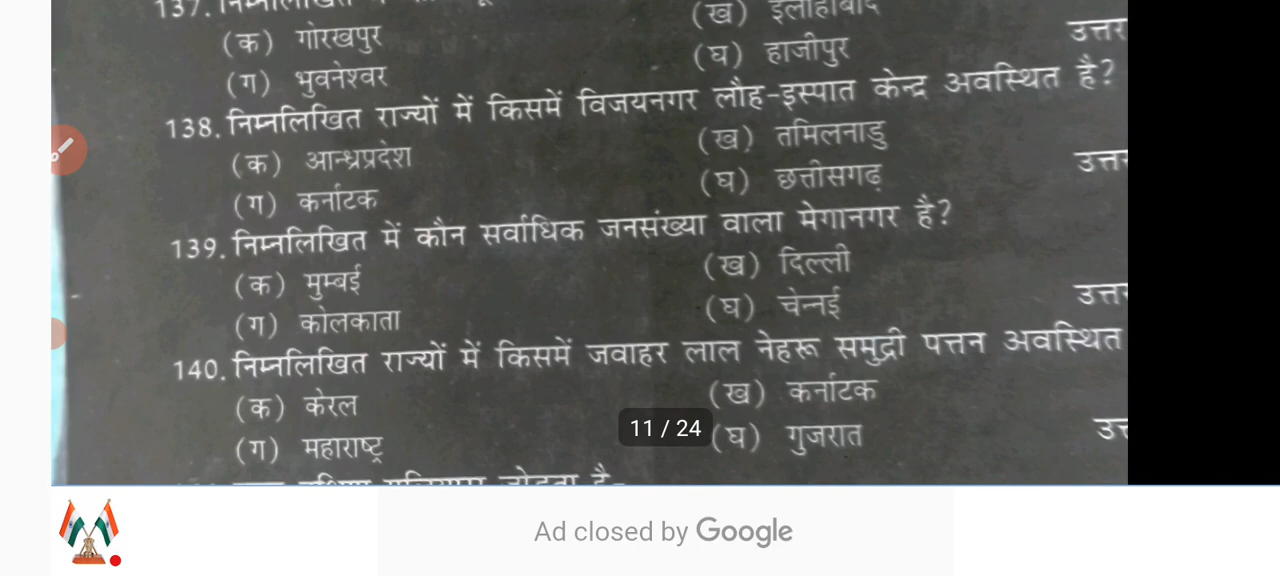 137.
(ख) इलाहाबाद
(क) गोरखपुर
उत्तर
(घ) हाजीपुर
(ग) भुवनेश्वर
138. निम्नलिखित राज्यों में किसमें विजयनगर लौह-इस्पात केन्द्र अवस्थित है?
(क) आन्ध्रप्रदेश (ख) तमिलनाडु
(ग) कर्नाटक (घ) छत्तीसगढ़
139. निम्नलिखित में कौन सर्वाधिक जनसंख्या वाला मेगानगर है?
(क) मुम्बई (ख) दिल्ली
(ग) कोलकाता (घ) चेन्नई
140. निम्नलिखित राज्यों में किसमें जवाहर लाल नेहरू समुद्री पत्तन अवस्थित
(क) केरल (ख) कर्नाटक
(ग) महाराष्ट्र (घ) गुजरात
11 / 24
Ad closed by Google